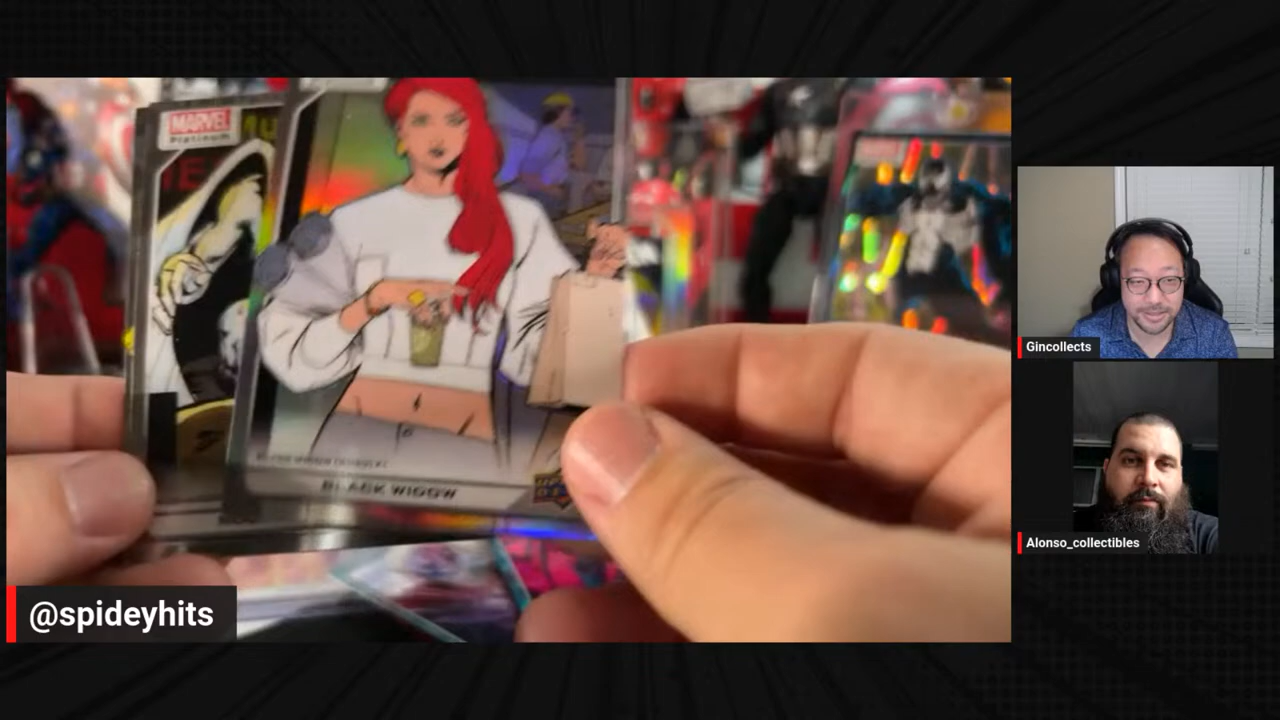 MARVEL
Platinum
BLACK WIDOW
@spideyhits
Gincollects
Alonso_collectibles